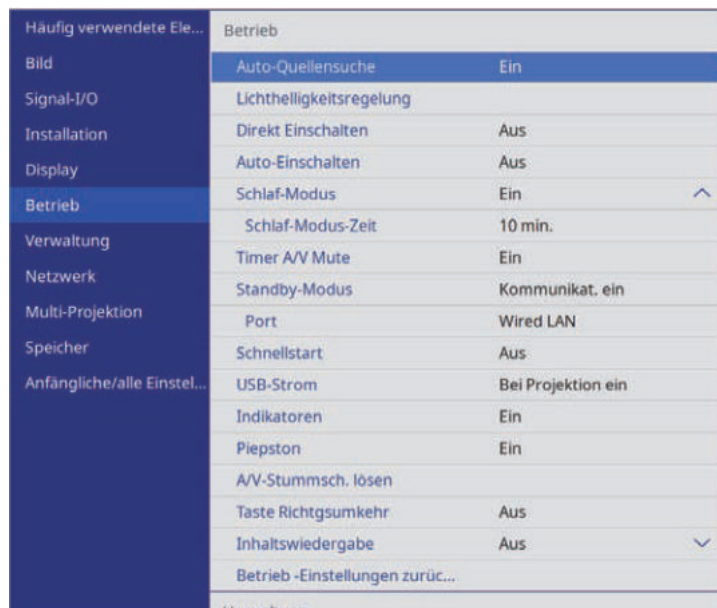 Häufig verwendete Ele...
Bild
Signal-I/O
Installation
Display
Betrieb
Verwaltung
Netzwerk
Multi-Projektion
Speicher
Anfängliche/alle Einstel...
Betrieb
Auto-Quellensuche Ein
Lichthelligkeitsregelung
Direkt Einschalten Aus
Auto-Einschalten Aus
Schlaf-Modus Ein
Schlaf-Modus-Zeit 10 min.
Timer A/V Mute Ein
Standby-Modus Kommunikat. ein
Port Wired LAN
Schnellstart Aus
USB-Strom Bei Projektion ein
Indikatoren Ein
Piepston Ein
A/V-Stummsch. lösen
Taste Richtgsumkehr Aus
Inhaltswiedergabe Aus
Betrieb -Einstellungen zurüc...